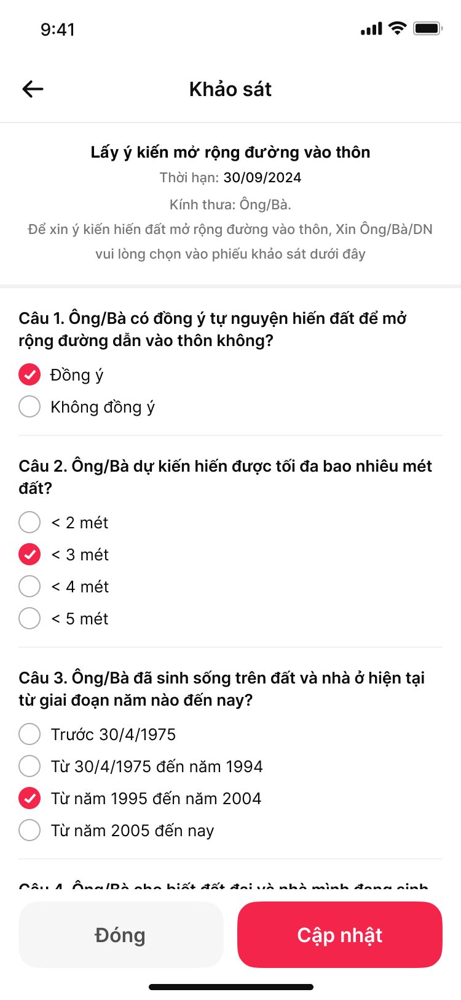 9:41
Khảo sát
Lấy ý kiến mở rộng đường vào thôn
Thời hạn: 30/09/2024
Kính thưa: Ông/Bà.
Để xin ý kiến hiến đất mở rộng đường vào thôn, Xin Ông/Bà/DN
vui lòng chọn vào phiếu khảo sát dưới đây
Câu 1. Ông/Bà có đồng ý tự nguyện hiến đất để mở
rộng đường dẫn vào thôn không?
Đồng ý
Không đồng ý
Câu 2. Ông/Bà dự kiến hiến được tối đa bao nhiêu mét
đất?
< 2 mét
< 3 mét
< 4 mét
< 5 mét
Câu 3. Ông/Bà đã sinh sống trên đất và nhà ở hiện tại
từ giai đoạn năm nào đến nay?
Trước 30/4/1975
Từ 30/4/1975 đến năm 1994
Từ năm 1995 đến năm 2004
Từ năm 2005 đến nay
Câu 4. Ông/Bà cho biết đất đai và nhà mình đang sinh
Đóng
Cập nhật